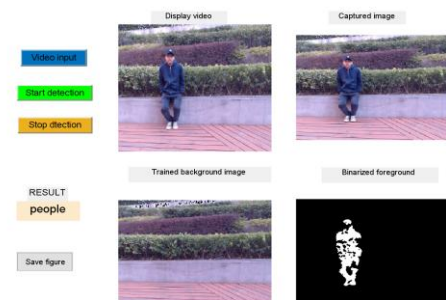 Display video
Captured image
Video input
Start detection
Stop dtection
Trained background image
Binarized foreground
RESULT
people
Save figure